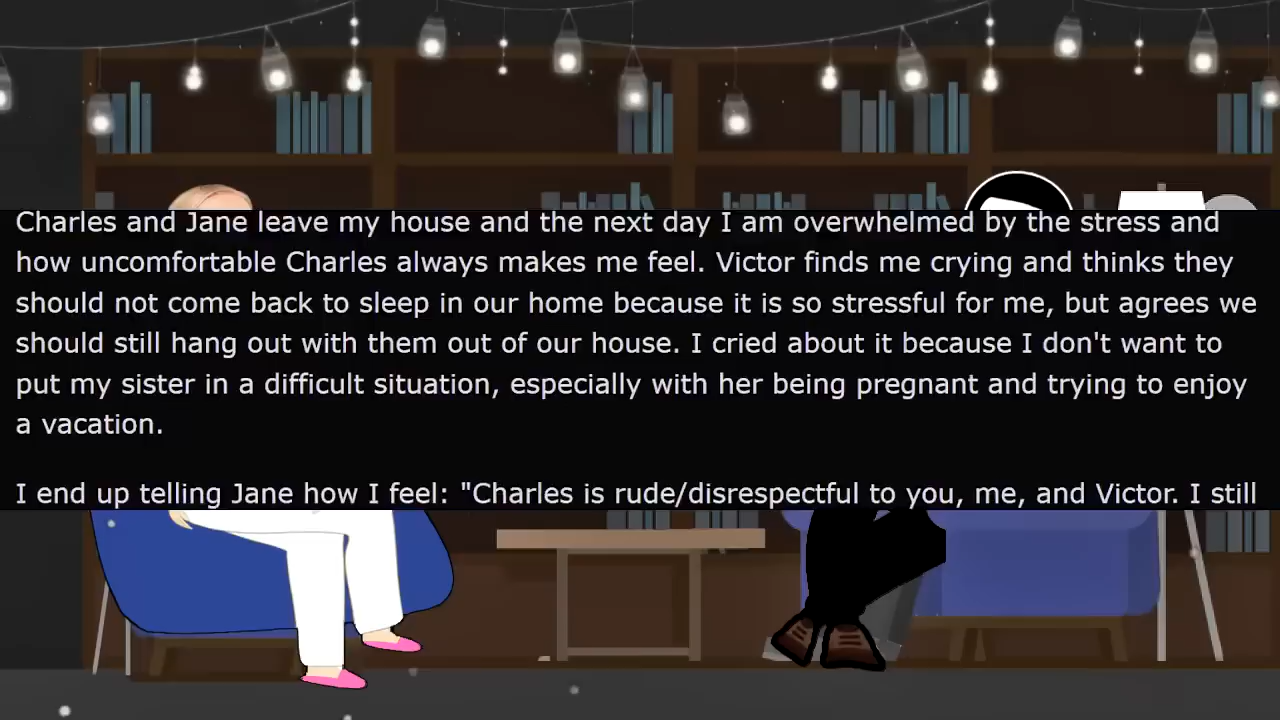 Charles and Jane leave my house and the next day I am overwhelmed by the stress and
how uncomfortable Charles always makes me feel. Victor finds me crying and thinks they
should not come back to sleep in our home because it is so stressful for me, but agrees we
should still hang out with them out of our house. I cried about it because I don't want to
put my sister in a difficult situation, especially with her being pregnant and trying to enjoy
a vacation.
I end up telling Jane how I feel: "Charles is rude/disrespectful to you, me, and Victor. I still